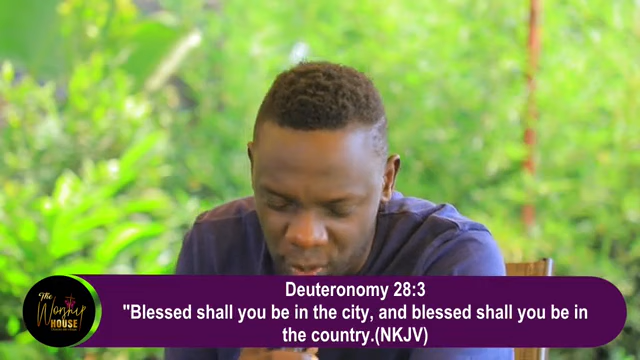 Deuteronomy 28:3
"Blessed shall you be in the city, and blessed shall you be in
the country.(NKJV)
The
Worship
HOUSE